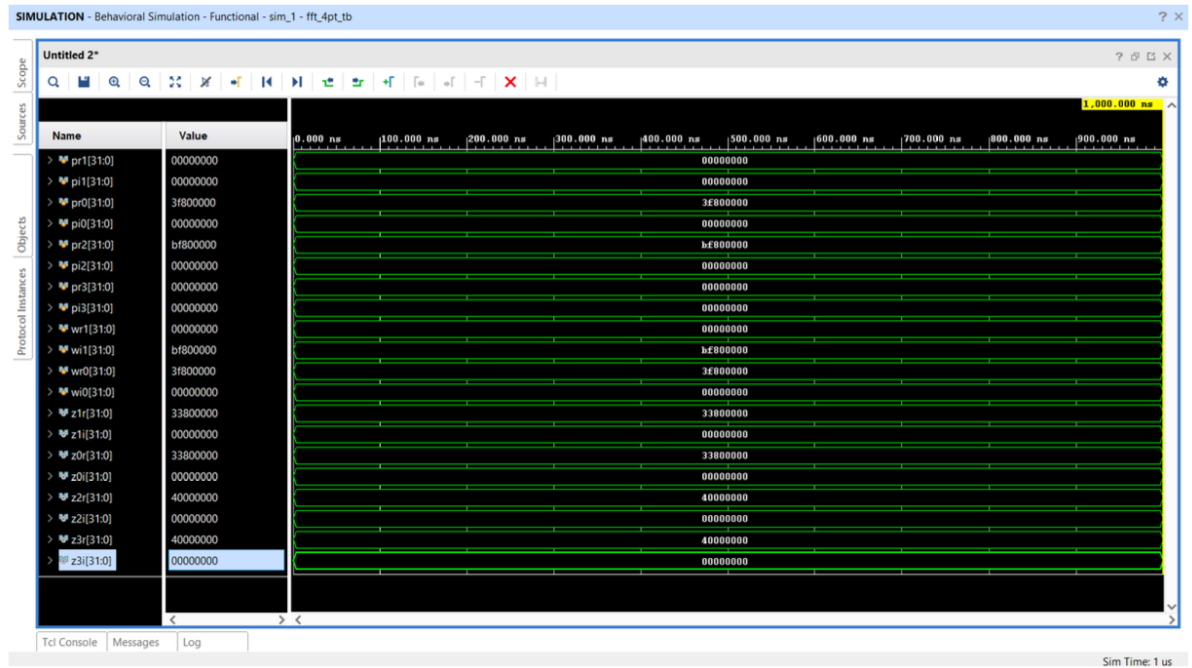 SIMULATION - Behavioral Simulation - Functional - sim_1 - fft_4pt_tb
Scope
Sources
Objects
Protocol Instances
Untitled 2*
1,000.000 ns
Name Value 0.000 ns 100.000 ns 200.000 ns 300.000 ns 400.000 ns 500.000 ns 600.000 ns 700.000 ns 800.000 ns 900.000 ns
pr1[31:0] 00000000 00000000
pi1[31:0] 00000000 00000000
pr0[31:0] 3f800000 3f800000
pi0[31:0] 00000000 00000000
pr2[31:0] bf800000 bf800000
pi2[31:0] 00000000 00000000
pr3[31:0] 00000000 00000000
pi3[31:0] 00000000 00000000
wr1[31:0] 00000000 00000000
wi1[31:0] bf800000 bf800000
wr0[31:0] 3f800000 3f800000
wi0[31:0] 00000000 00000000
z1r[31:0] 33800000 33800000
z1i[31:0] 00000000 00000000
z0r[31:0] 33800000 33800000
z0i[31:0] 00000000 00000000
z2r[31:0] 40000000 40000000
z2i[31:0] 00000000 00000000
z3r[31:0] 40000000 40000000
z3i[31:0] 00000000 00000000
Tcl Console Messages Log
Sim Time: 1 us